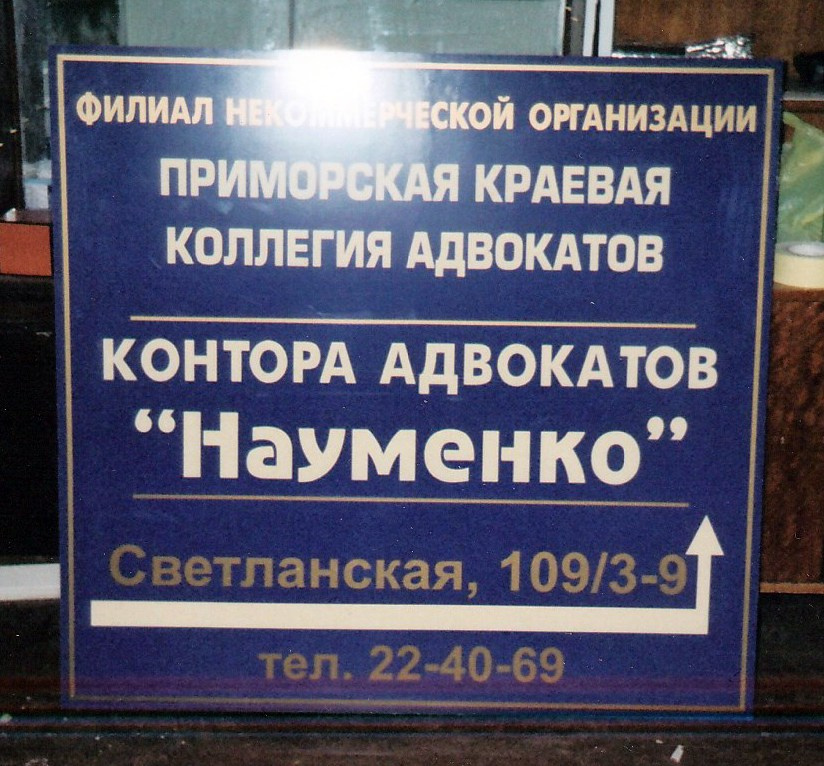 ФИЛИАЛ НЕКОММЕРЧЕСКОЙ ОРГАНИЗАЦИИ
ПРИМОРСКАЯ КРАЕВАЯ
КОЛЛЕГИЯ АДВОКАТОВ
КОНТОРА АДВОКАТОВ
“Науменко”
Светланская, 109/3-9
тел. 22-40-69